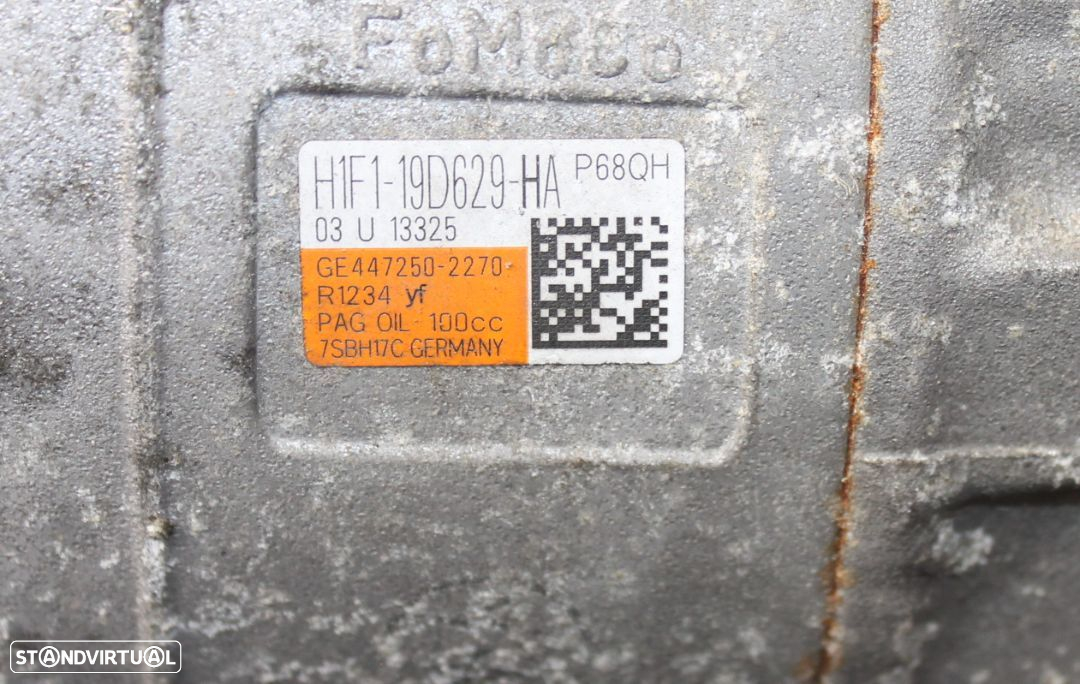 FoMoCo
H1F1-19D629-HA P68QH
03 U 13325
GE447250-2270
R1234 yf
PAG OIL 100cc
7SBH17C GERMANY
STANDVIRTUAL